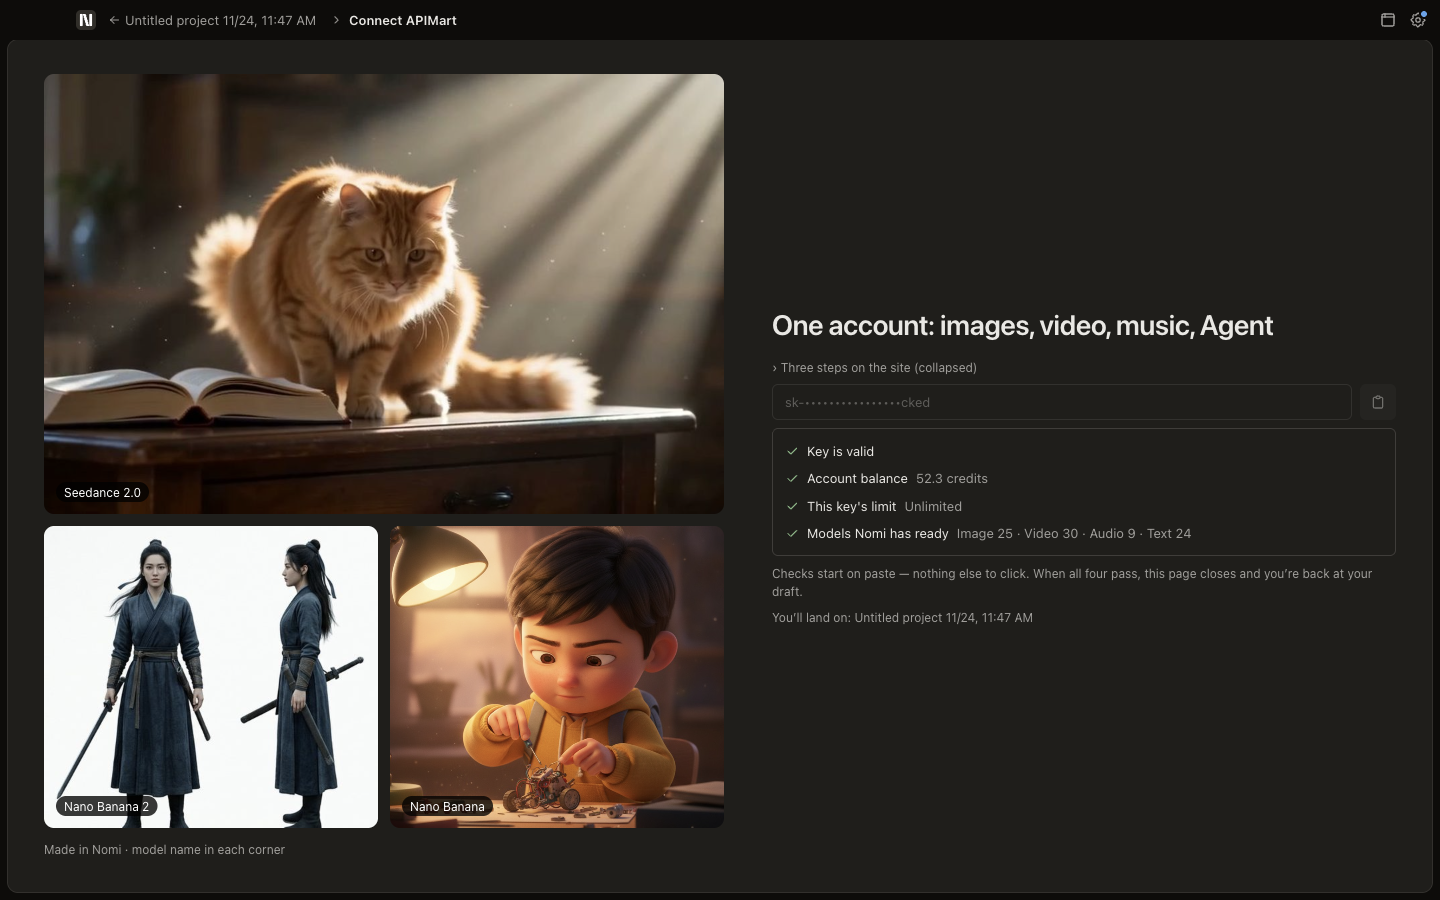 N
← Untitled project 11/24, 11:47 AM › Connect APIMart
Seedance 2.0
Nano Banana 2
Nano Banana
Made in Nomi · model name in each corner
One account: images, video, music, Agent
› Three steps on the site (collapsed)
sk-••••••••••••••••cked
Key is valid
Account balance 52.3 credits
This key's limit Unlimited
Models Nomi has ready Image 25 · Video 30 · Audio 9 · Text 24
Checks start on paste — nothing else to click. When all four pass, this page closes and you’re back at your
draft.
You’ll land on: Untitled project 11/24, 11:47 AM